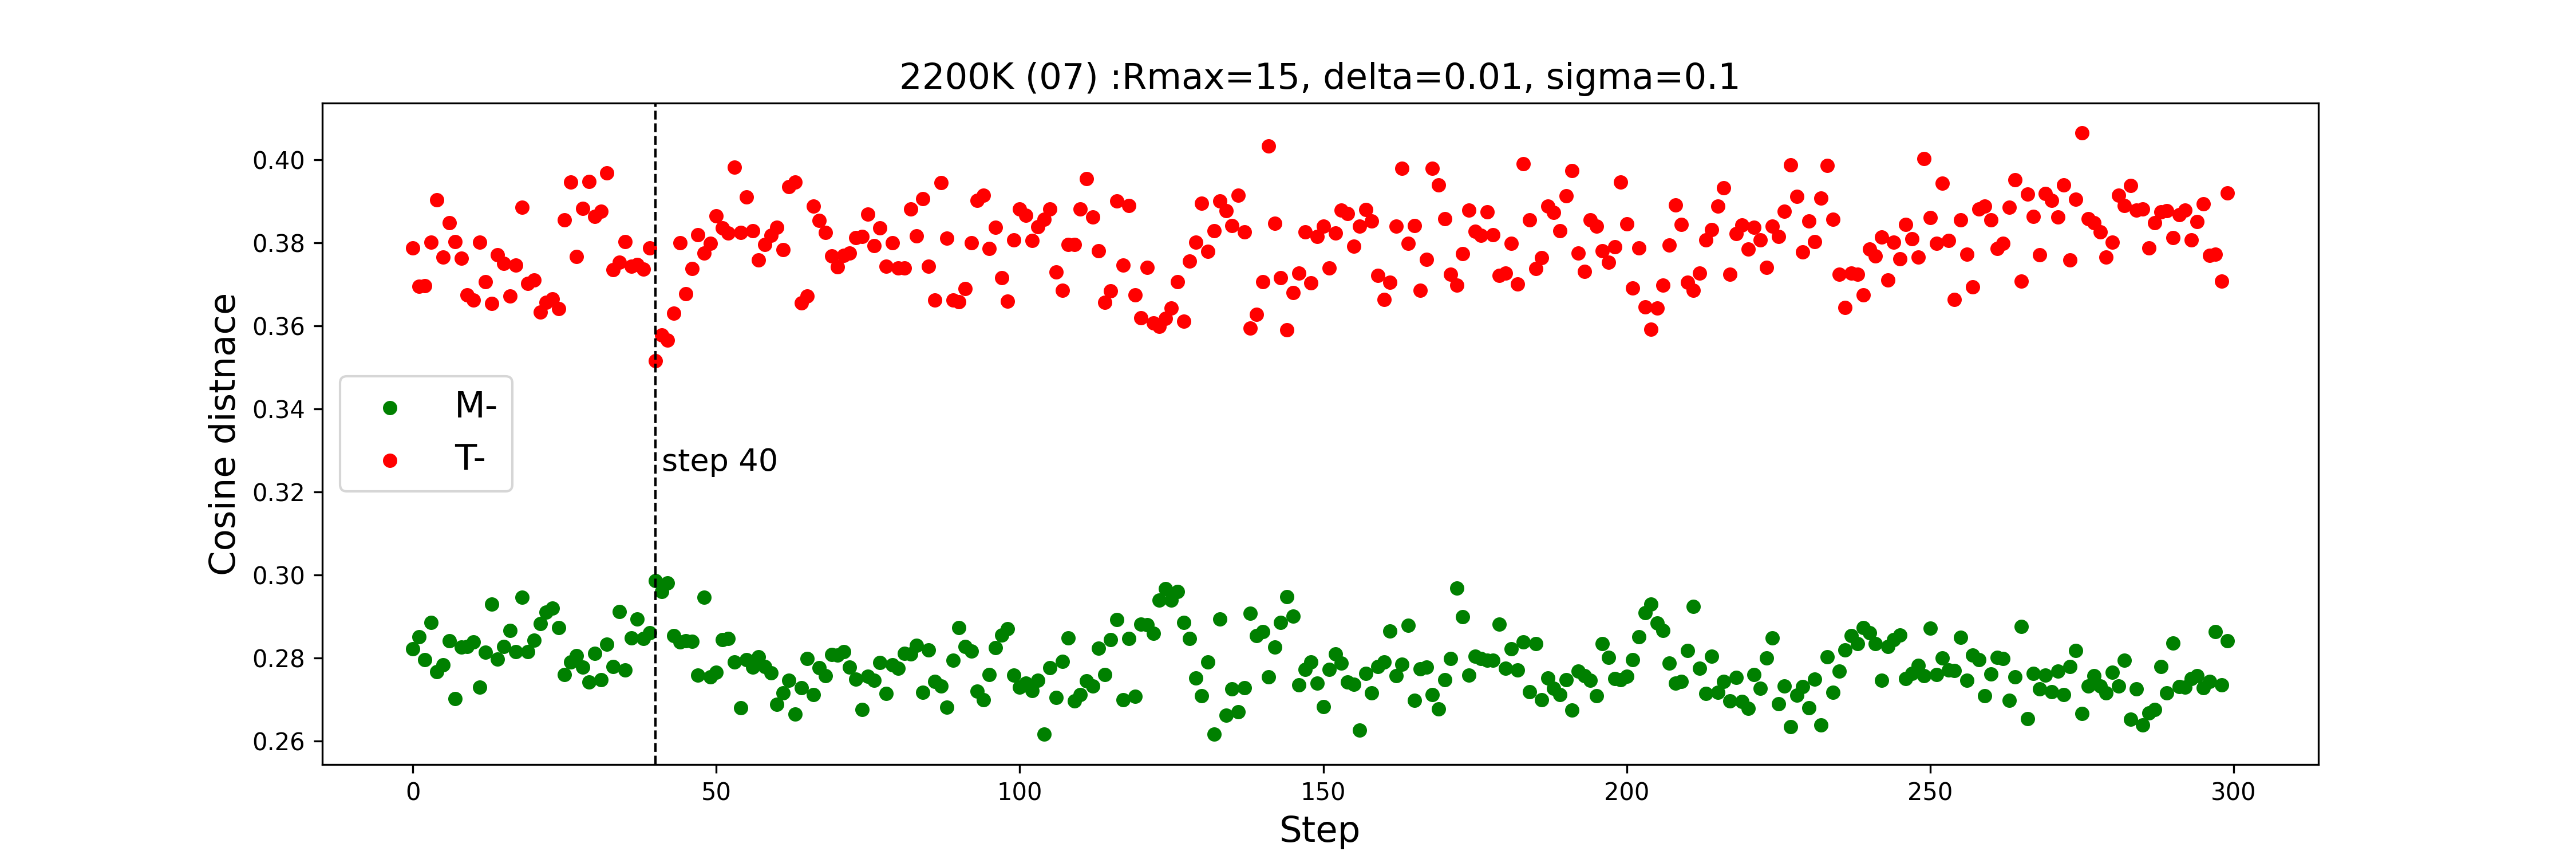 2200K (07) :Rmax=15, delta=0.01, sigma=0.1
Cosine distnace
0.40
0.38
0.36
0.34
0.32
0.30
0.28
0.26
M-
T-
step 40
0
50
100
150
200
250
300
Step